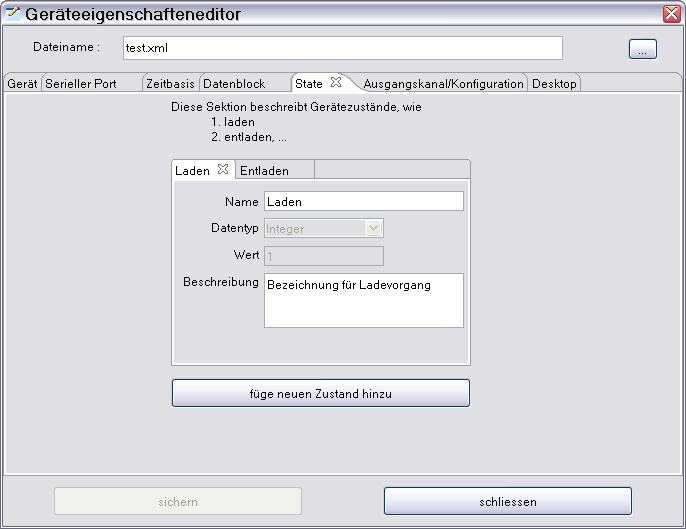 Geräteeigenschafteneditor
Dateiname :
test.xml
...
Gerät Serieller Port Zeitbasis Datenblock State Ausgangskanal/Konfiguration Desktop
Diese Sektion beschreibt Gerätezustände, wie
1. laden
2. entladen, ...
Laden Entladen
Name Laden
Datentyp Integer
Wert 1
Beschreibung Bezeichnung für Ladevorgang
füge neuen Zustand hinzu
sichern schliessen